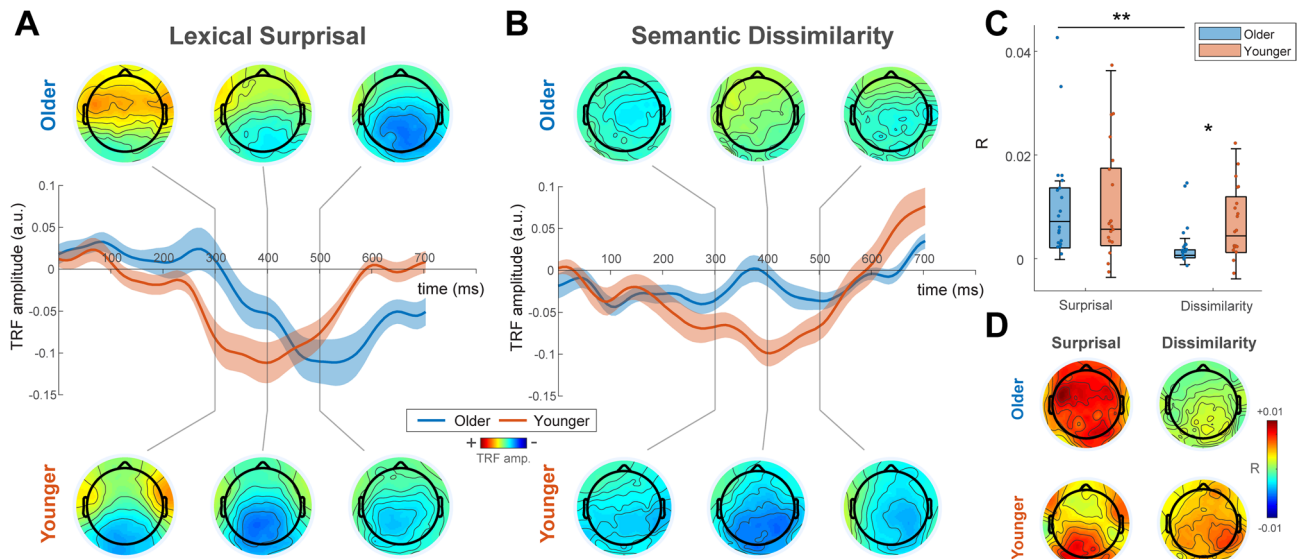 A
Lexical Surprisal
Older
TRF amplitude (a.u.)
0.1
0.05
0
-0.05
-0.1
-0.15
100
200
300
400
500
600
700
time (ms)
Younger
B
Semantic Dissimilarity
Older
TRF amplitude (a.u.)
0.1
0.05
0
-0.05
-0.1
-0.15
100
200
300
400
500
600
700
time (ms)
Younger
Older Younger
+ -
TRF amp.
C
**
Older
Younger
*
R
0.04
0.02
0
Surprisal Dissimilarity
D
Surprisal Dissimilarity
Older
Younger
+0.01
R
-0.01